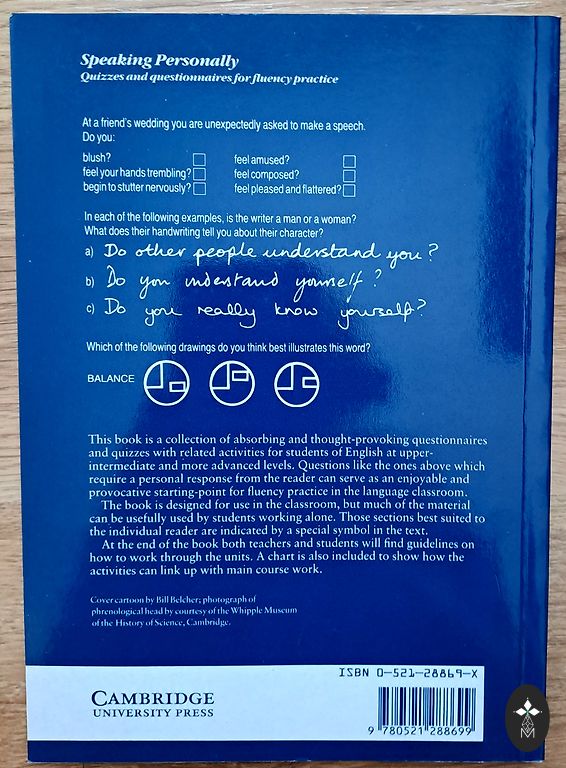 Speaking Personally
Quizzes and questionnaires for fluency practice
At a friend's wedding you are unexpectedly asked to make a speech.
Do you:
blush?
feel your hands trembling?
begin to stutter nervously?
feel amused?
feel composed?
feel pleased and flattered?
In each of the following examples, is the writer a man or a woman?
What does their handwriting tell you about their character?
a) Do other people understand you?
b) Do you understand yourself?
c) Do you really know yourself?
Which of the following drawings do you think best illustrates this word?
BALANCE
This book is a collection of absorbing and thought-provoking questionnaires
and quizzes with related activities for students of English at upper-
intermediate and more advanced levels. Questions like the ones above which
require a personal response from the reader can serve as an enjoyable and
provocative starting-point for fluency practice in the language classroom.
The book is designed for use in the classroom, but much of the material
can be usefully used by students working alone. Those sections best suited to
the individual reader are indicated by a special symbol in the text.
At the end of the book both teachers and students will find guidelines on
how to work through the units. A chart is also included to show how the
activities can link up with main course work.
Cover cartoon by Bill Belcher; photograph of
phrenological head by courtesy of the Whipple Museum
of the History of Science, Cambridge.
ISBN 0-521-28869-X
CAMBRIDGE
UNIVERSITY PRESS
9 780521 288699
M